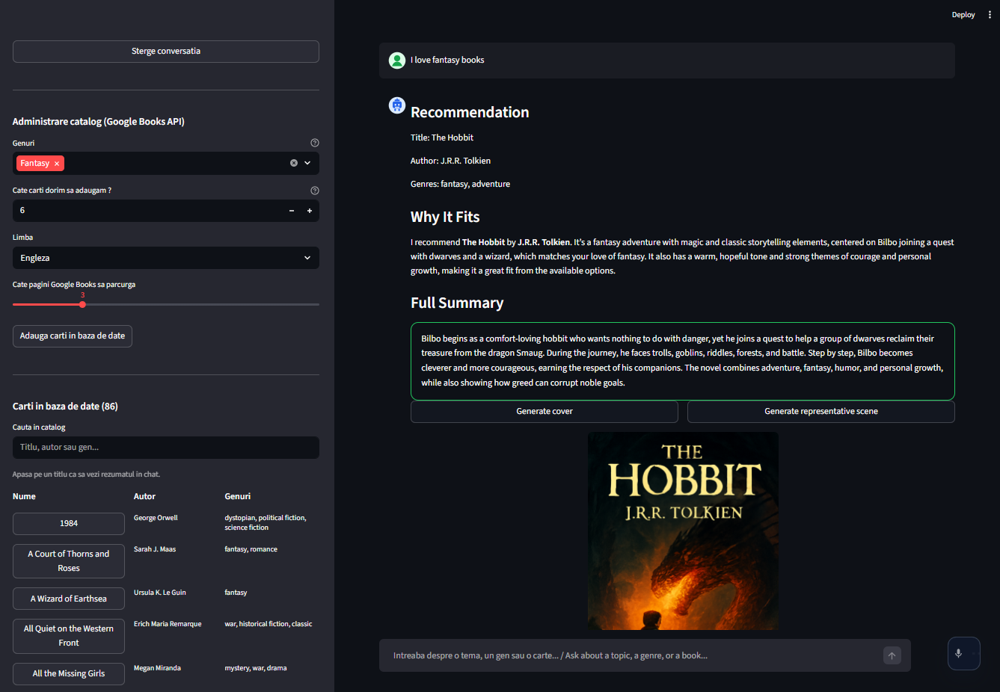 Deploy
Sterge conversatia
Administrare catalog (Google Books API)
Genuri
Fantasy ×
Cate carti dorim sa adaugam ?
6
Limba
Engleza
Cate pagini Google Books sa parcurga
3
Adauga carti in baza de date
Carti in baza de date (86)
Cauta in catalog
Titlu, autor sau gen...
Apasa pe un titlu ca sa vezi rezumatul in chat.
Nume Autor Genuri
1984 George Orwell dystopian, political fiction,
science fiction
A Court of Thorns and Sarah J. Maas fantasy, romance
Roses
A Wizard of Earthsea Ursula K. Le Guin fantasy
All Quiet on the Western Erich Maria Remarque war, historical fiction, classic
Front
All the Missing Girls Megan Miranda mystery, war, drama
I love fantasy books
Recommendation
Title: The Hobbit
Author: J.R.R. Tolkien
Genres: fantasy, adventure
Why It Fits
I recommend The Hobbit by J.R.R. Tolkien. It's a fantasy adventure with magic and classic storytelling elements, centered on Bilbo joining a quest
with dwarves and a wizard, which matches your love of fantasy. It also has a warm, hopeful tone and strong themes of courage and personal
growth, making it a great fit from the available options.
Full Summary
Bilbo begins as a comfort-loving hobbit who wants nothing to do with danger, yet he joins a quest to help a group of dwarves reclaim their
treasure from the dragon Smaug. During the journey, he faces trolls, goblins, riddles, forests, and battle. Step by step, Bilbo becomes
cleverer and more courageous, earning the respect of his companions. The novel combines adventure, fantasy, humor, and personal growth,
while also showing how greed can corrupt noble goals.
Generate cover Generate representative scene
THE
HOBBIT
J.R.R. TOLKIEN
Intreaba despre o tema, un gen sau o carte... / Ask about a topic, a genre, or a book...